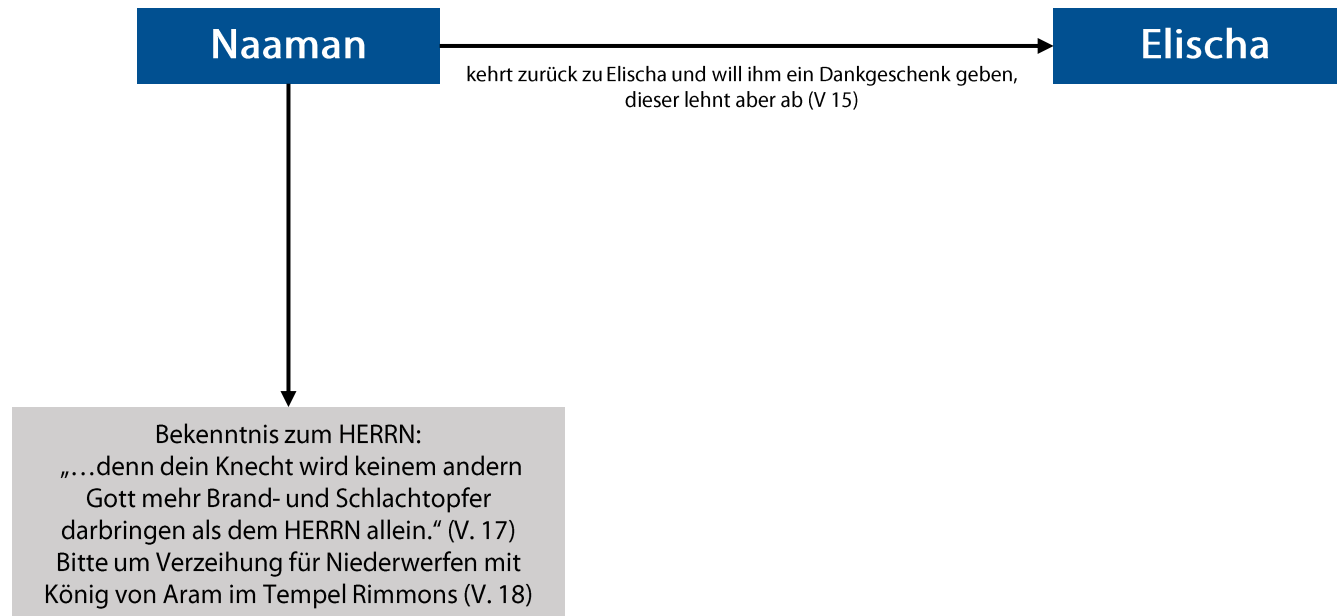 Naaman
Elischa
kehrt zurück zu Elischa und will ihm ein Dankgeschenk geben,
dieser lehnt aber ab (V 15)
Bekenntnis zum HERRN:
„…denn dein Knecht wird keinem andern
Gott mehr Brand- und Schlachtopfer
darbringen als dem HERRN allein.“ (V. 17)
Bitte um Verzeihung für Niederwerfen mit
König von Aram im Tempel Rimmons (V. 18)